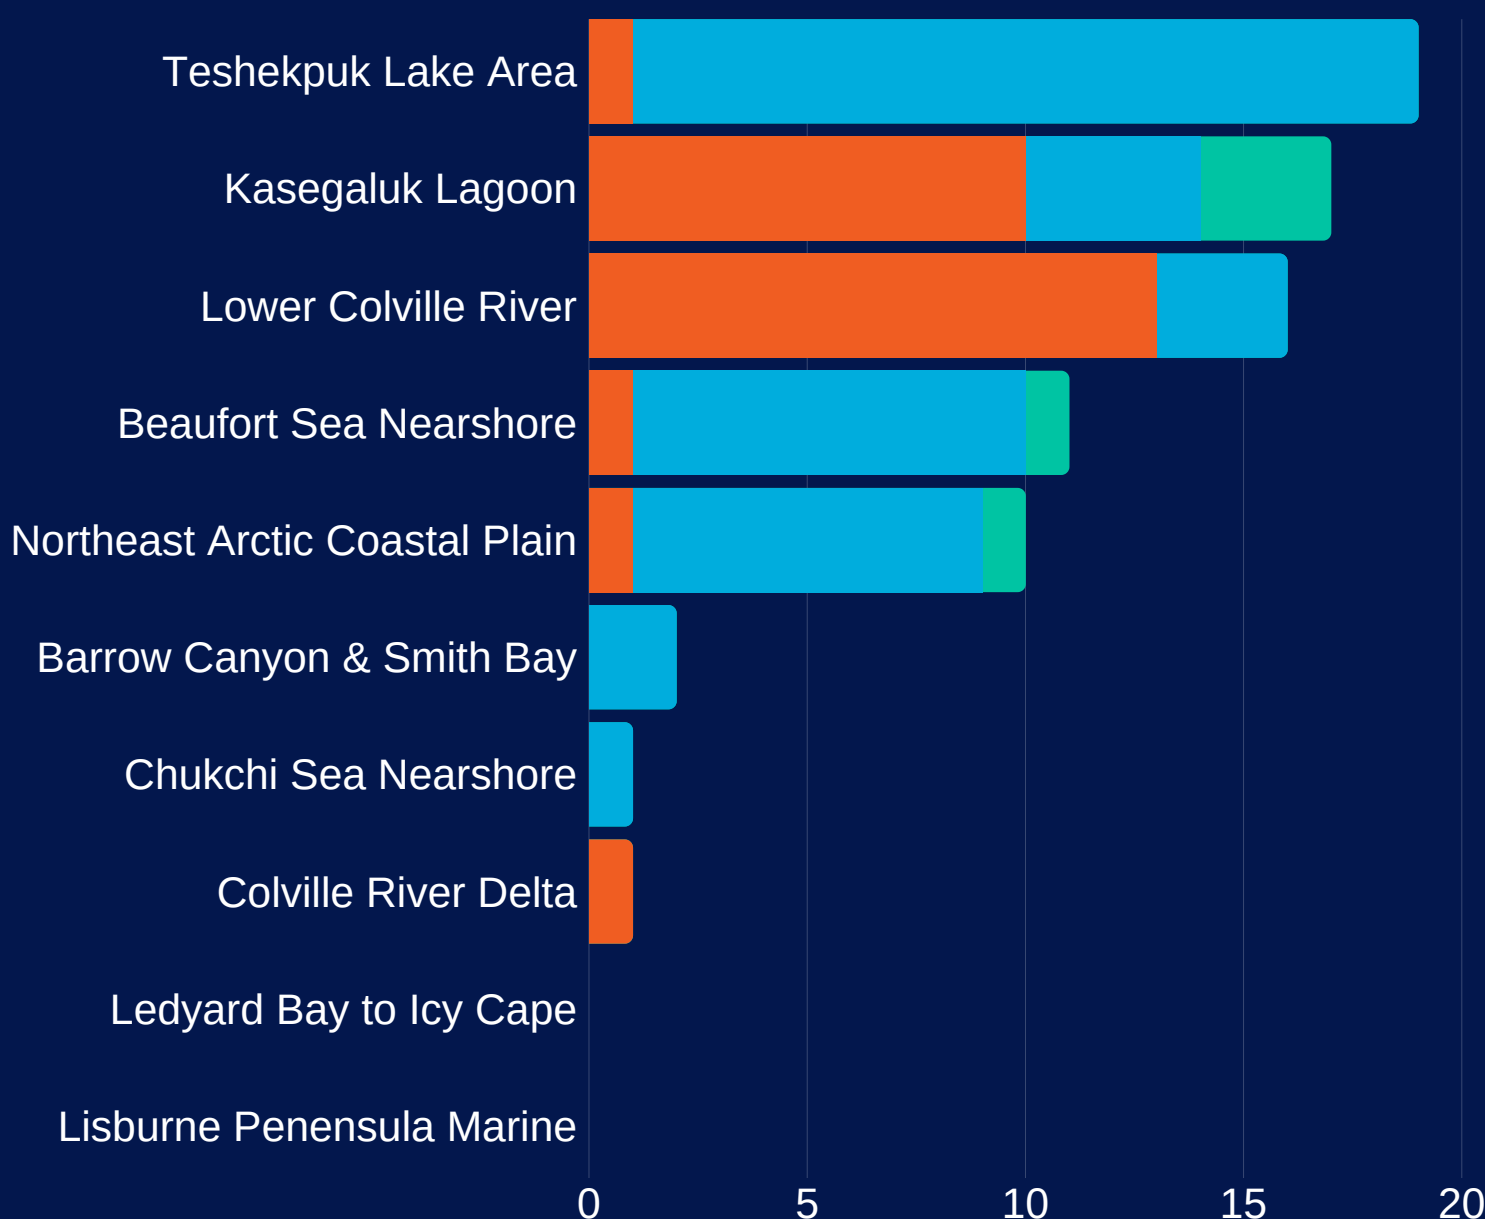 Teshekpuk Lake Area
Kasegaluk Lagoon
Lower Colville River
Beaufort Sea Nearshore
Northeast Arctic Coastal Plain
Barrow Canyon & Smith Bay
Chukchi Sea Nearshore
Colville River Delta
Ledyard Bay to Icy Cape
Lisburne Penensula Marine
0 5 10 15 20